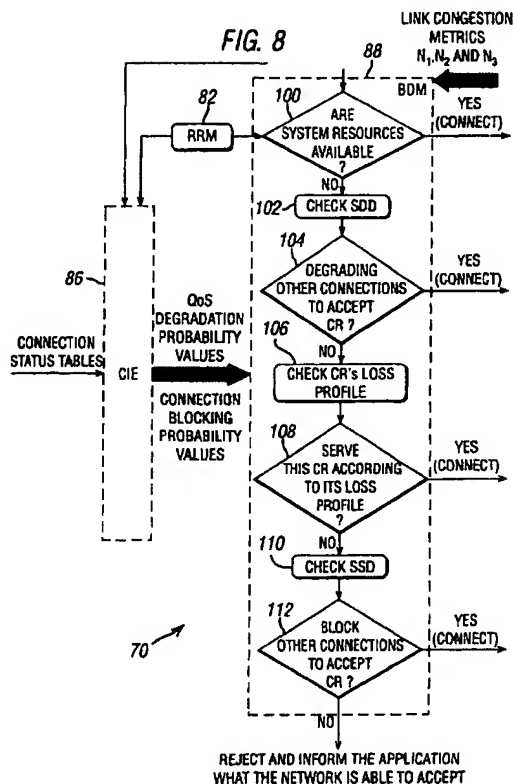 FIG. 8
LINK CONGESTION
METRICS
N1,N2 AND N3
88
BDM
100
ARE
SYSTEM RESOURCES
AVAILABLE
?
YES
(CONNECT)
82
RRM
NO
102
CHECK SDD
104
DEGRADING
OTHER CONNECTIONS
TO ACCEPT
CR ?
YES
(CONNECT)
86
CONNECTION
STATUS TABLES
CIE
QoS
DEGRADATION
PROBABILITY
VALUES
CONNECTION
BLOCKING
PROBABILITY
VALUES
NO
106
CHECK CR's LOSS
PROFILE
108
SERVE
THIS CR ACCORDING
TO ITS LOSS
PROFILE
?
YES
(CONNECT)
NO
110
CHECK SSD
112
BLOCK
OTHER CONNECTIONS
TO ACCEPT
CR ?
YES
(CONNECT)
70
NO
REJECT AND INFORM THE APPLICATION
WHAT THE NETWORK IS ABLE TO ACCEPT